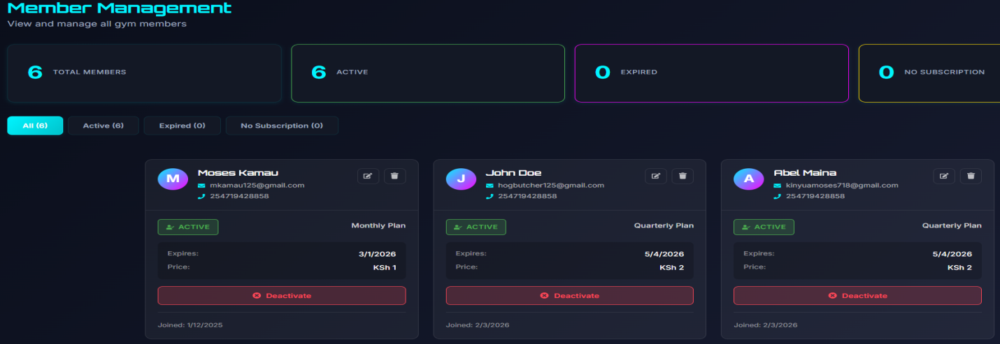 Member Management
View and manage all gym members
6 TOTAL MEMBERS
6 ACTIVE
0 EXPIRED
0 NO SUBSCRIPTION
All (6)
Active (6)
Expired (0)
No Subscription (0)
M
Moses Kamau
mkamau125@gmail.com
254719428858
ACTIVE
Monthly Plan
Expires: 3/1/2026
Price: KSh 1
Deactivate
Joined: 1/12/2025
J
John Doe
hogbutcher125@gmail.com
254719428858
ACTIVE
Quarterly Plan
Expires: 5/4/2026
Price: KSh 2
Deactivate
Joined: 2/3/2026
A
Abel Maina
kinyuamoses718@gmail.com
254719428858
ACTIVE
Quarterly Plan
Expires: 5/4/2026
Price: KSh 2
Deactivate
Joined: 2/3/2026